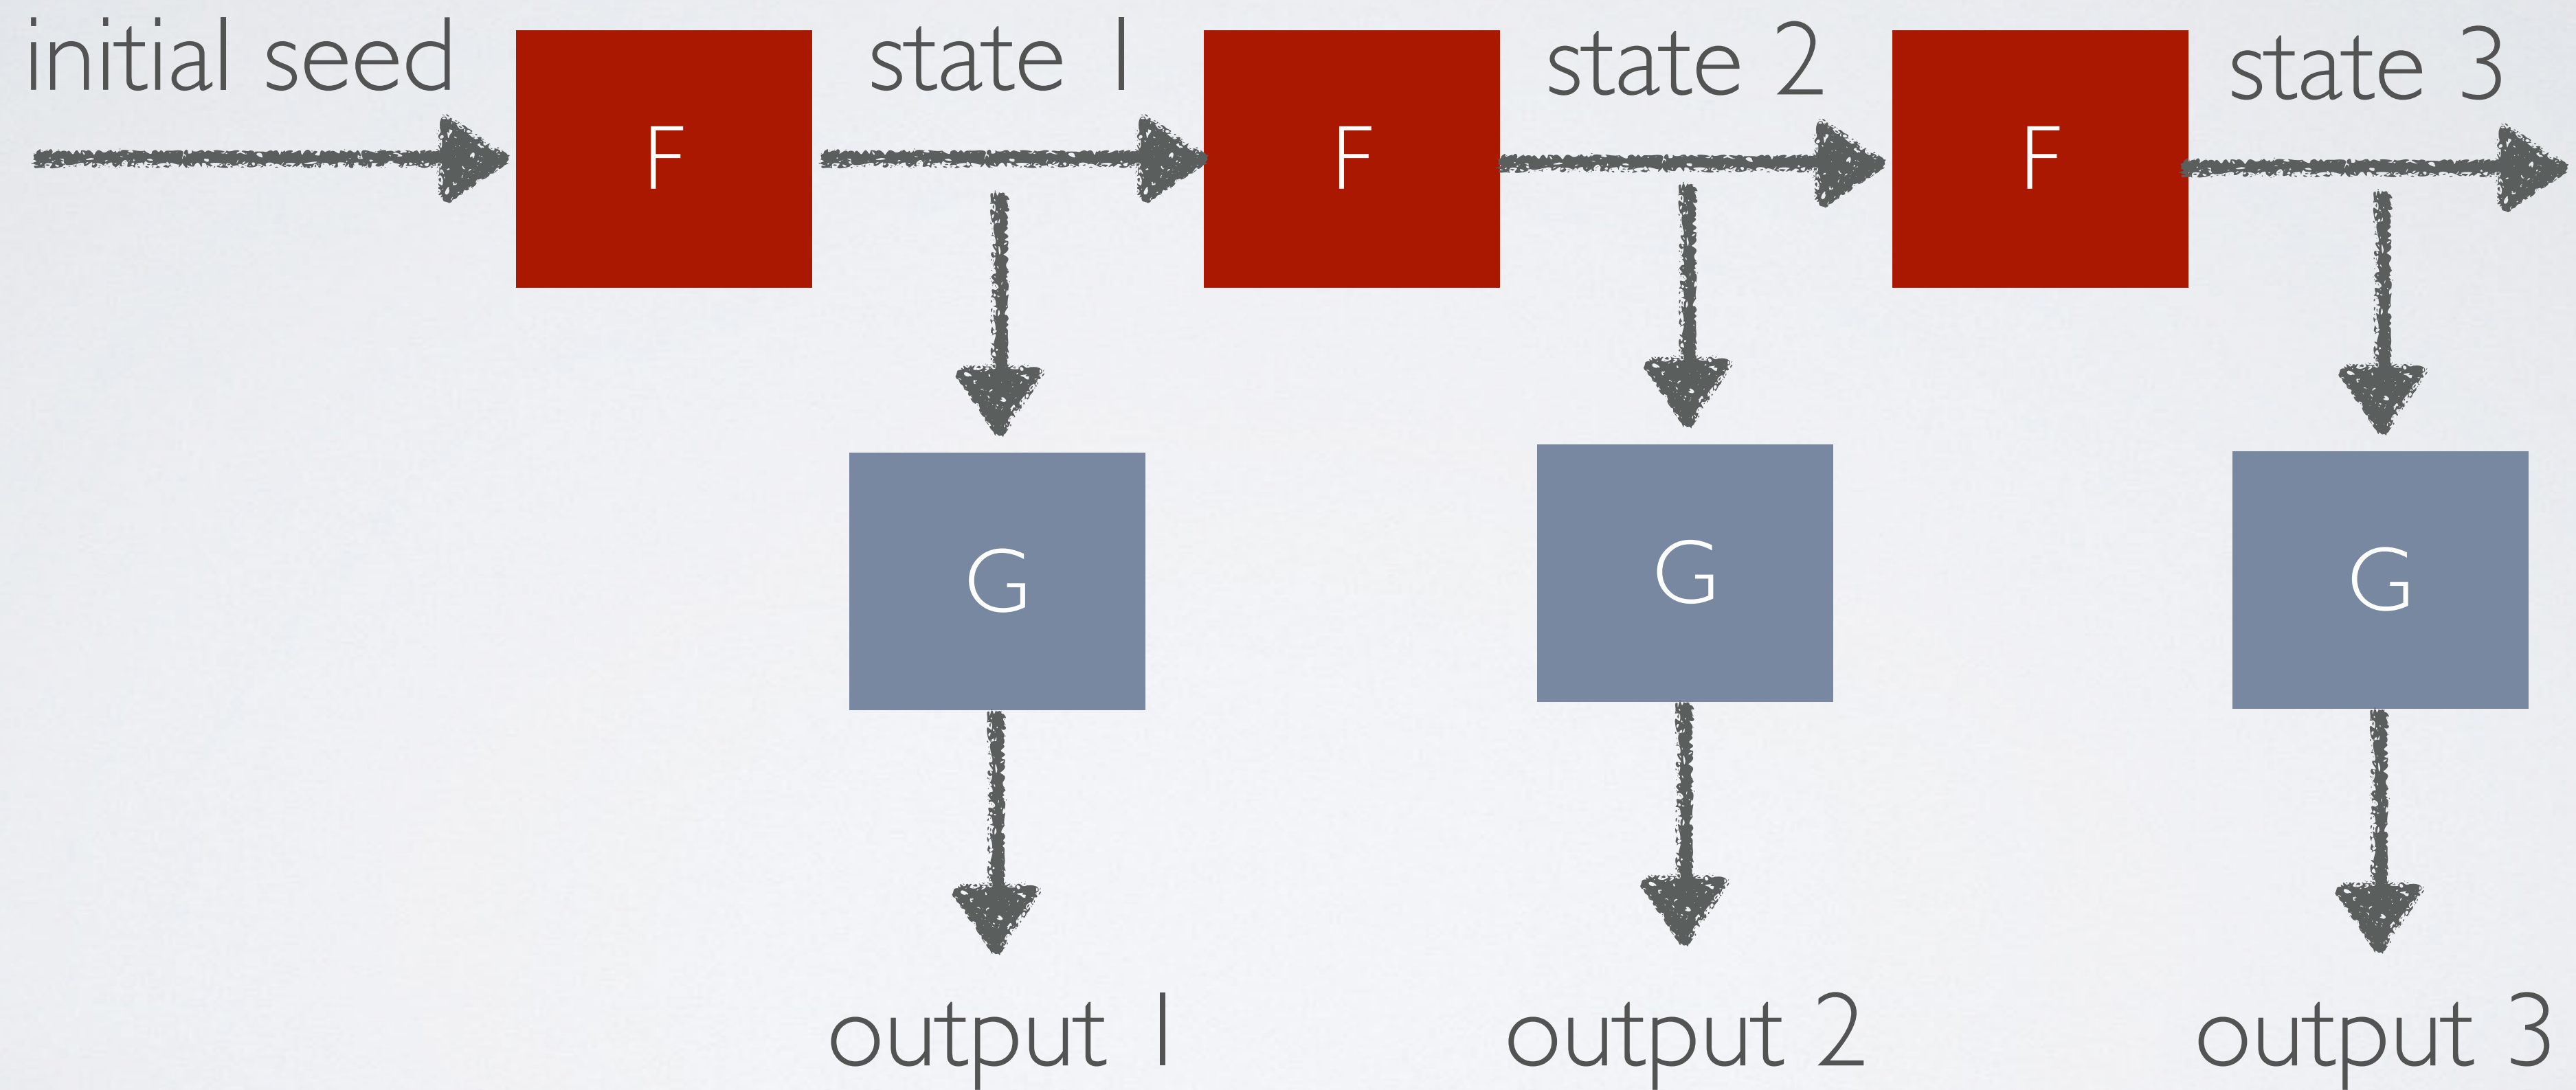 initial seed
state 1
state 2
state 3
F
F
F
G
G
G
output 1
output 2
output 3